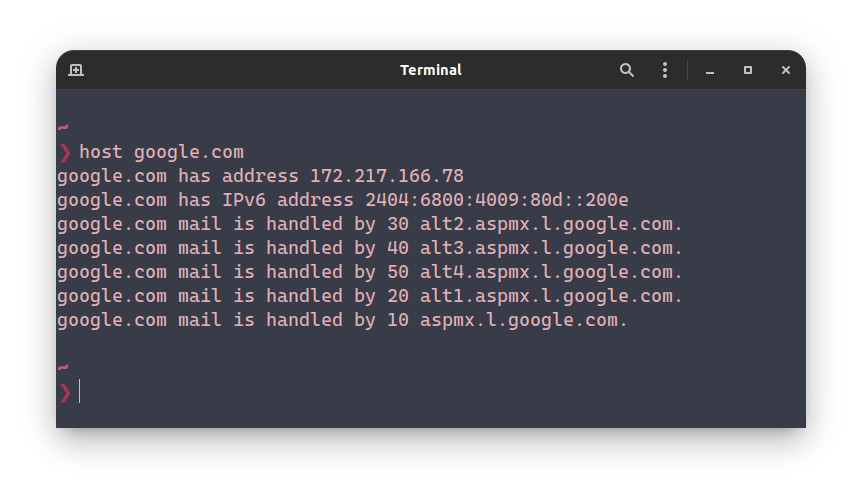 Terminal
~
❯ host google.com
google.com has address 172.217.166.78
google.com has IPv6 address 2404:6800:4009:80d::200e
google.com mail is handled by 30 alt2.aspmx.l.google.com.
google.com mail is handled by 40 alt3.aspmx.l.google.com.
google.com mail is handled by 50 alt4.aspmx.l.google.com.
google.com mail is handled by 20 alt1.aspmx.l.google.com.
google.com mail is handled by 10 aspmx.l.google.com.
~
❯